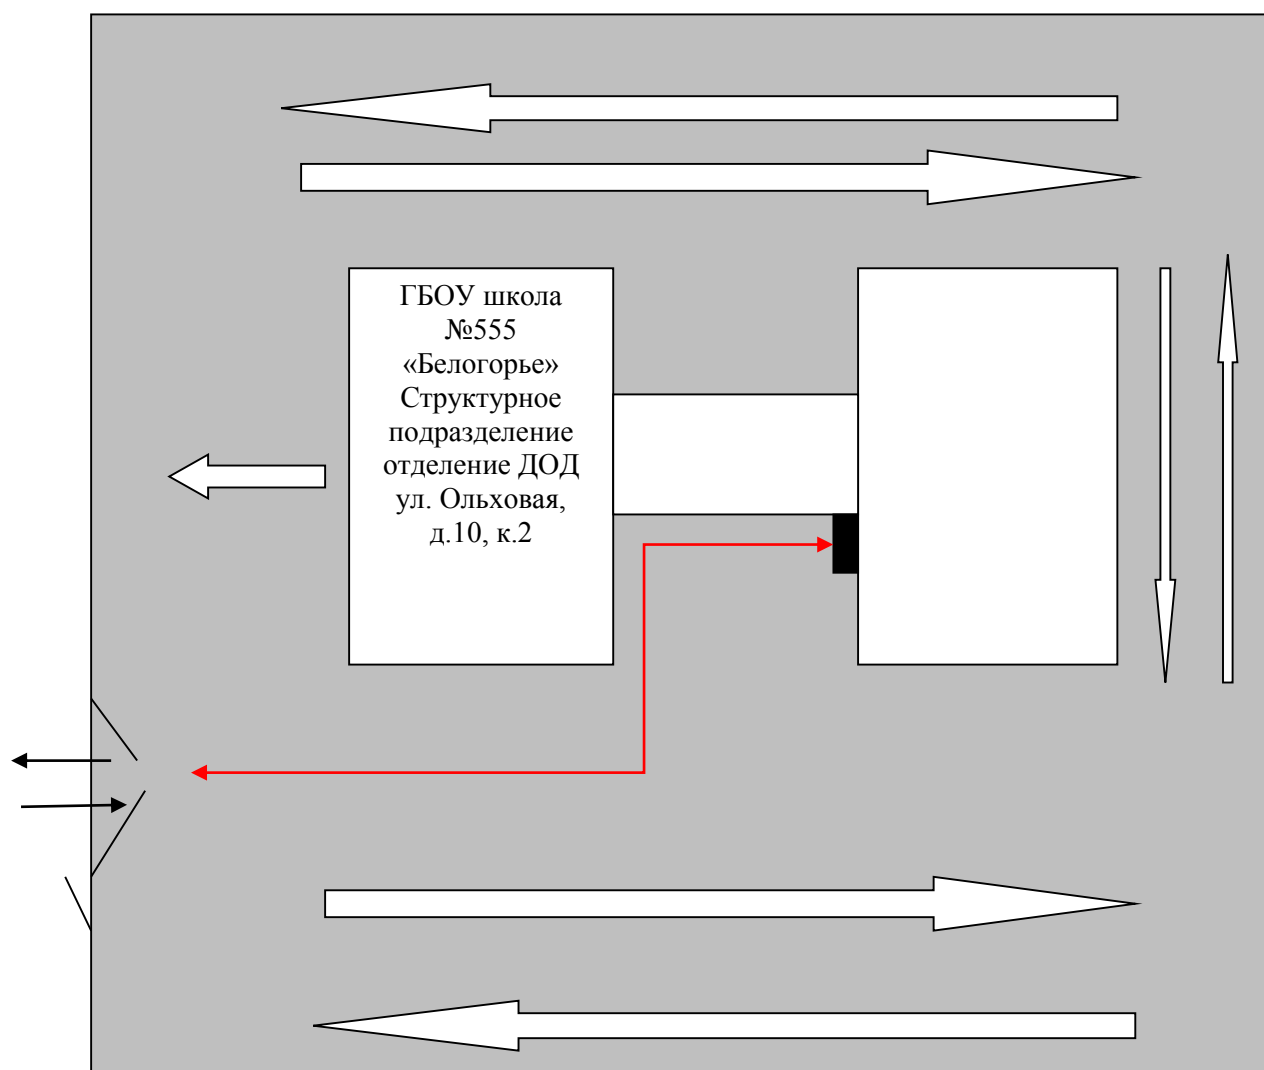 ГБОУ школа
№555
«Белогорье»
Структурное
подразделение
отделение ДОД
ул. Ольховая,
д.10, к.2